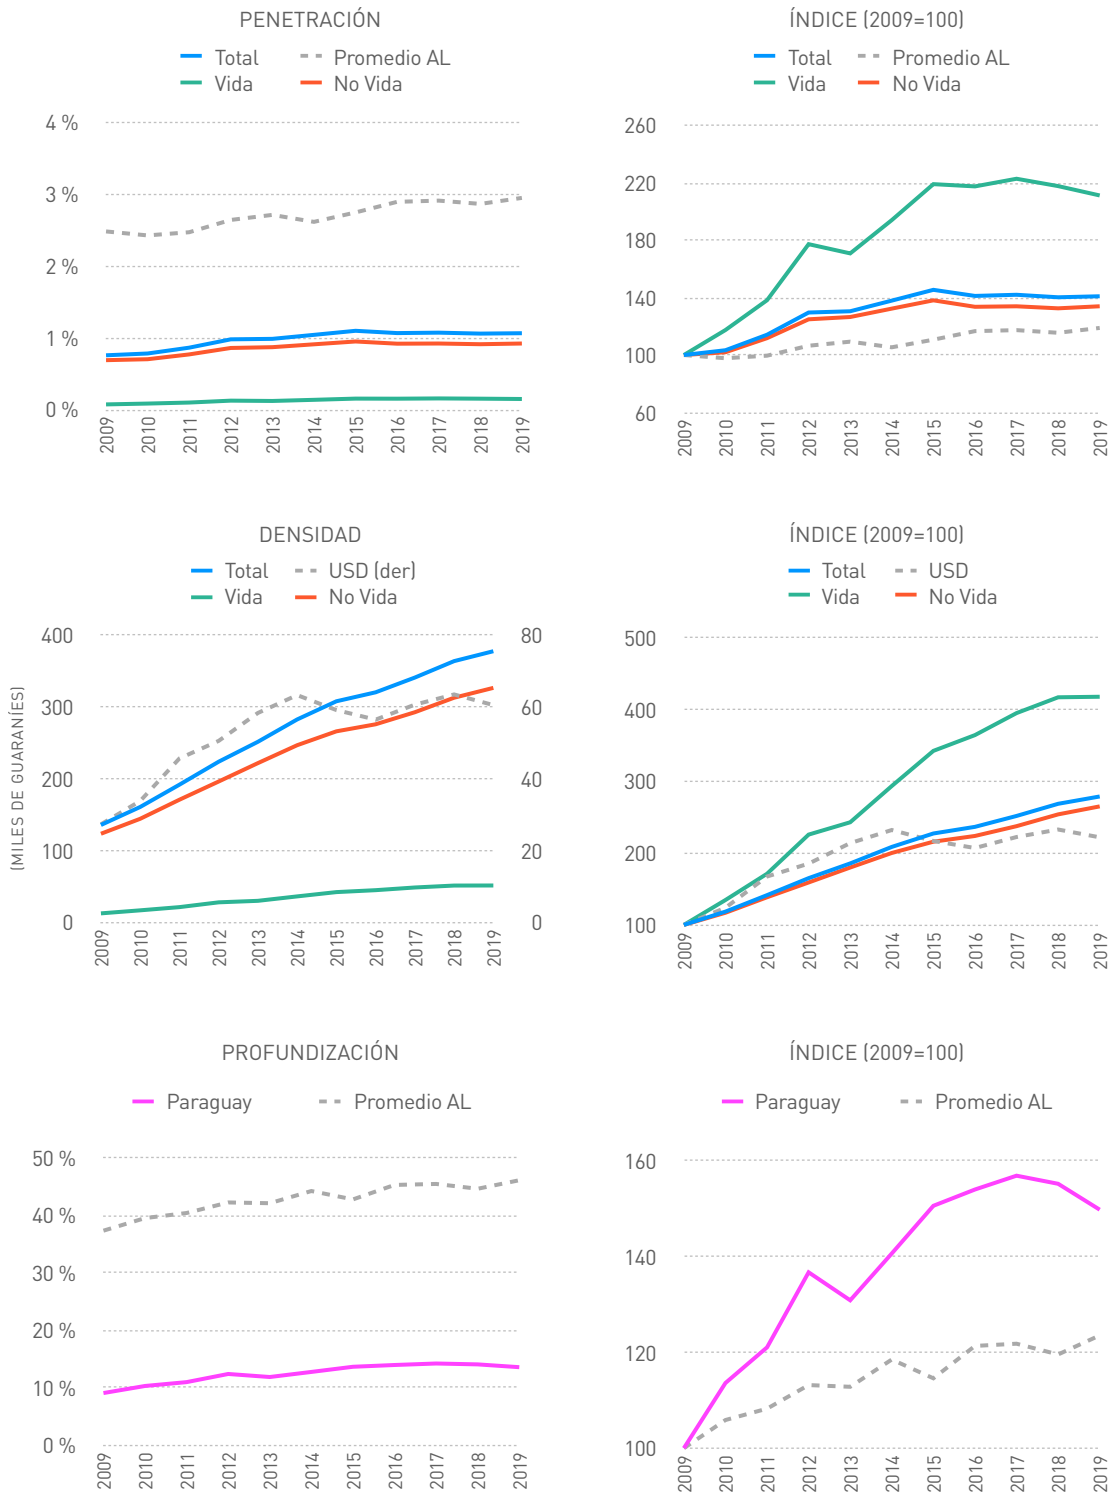 PENETRACIÓN
Total Promedio AL
Vida No Vida
4 %
3 %
2 %
1 %
0 %
2009 2010 2011 2012 2013 2014 2015 2016 2017 2018 2019
ÍNDICE (2009=100)
Total Promedio AL
Vida No Vida
260
220
180
140
100
60
2009 2010 2011 2012 2013 2014 2015 2016 2017 2018 2019
DENSIDAD
Total USD (der)
Vida No Vida
(MILES DE GUARANÍES)
400 80
300 60
200 40
100 20
0 0
2009 2010 2011 2012 2013 2014 2015 2016 2017 2018 2019
ÍNDICE (2009=100)
Total USD
Vida No Vida
500
400
300
200
100
2009 2010 2011 2012 2013 2014 2015 2016 2017 2018 2019
PROFUNDIZACIÓN
Paraguay Promedio AL
50 %
40 %
30 %
20 %
10 %
0 %
2009 2010 2011 2012 2013 2014 2015 2016 2017 2018 2019
ÍNDICE (2009=100)
Paraguay Promedio AL
160
140
120
100
2009 2010 2011 2012 2013 2014 2015 2016 2017 2018 2019